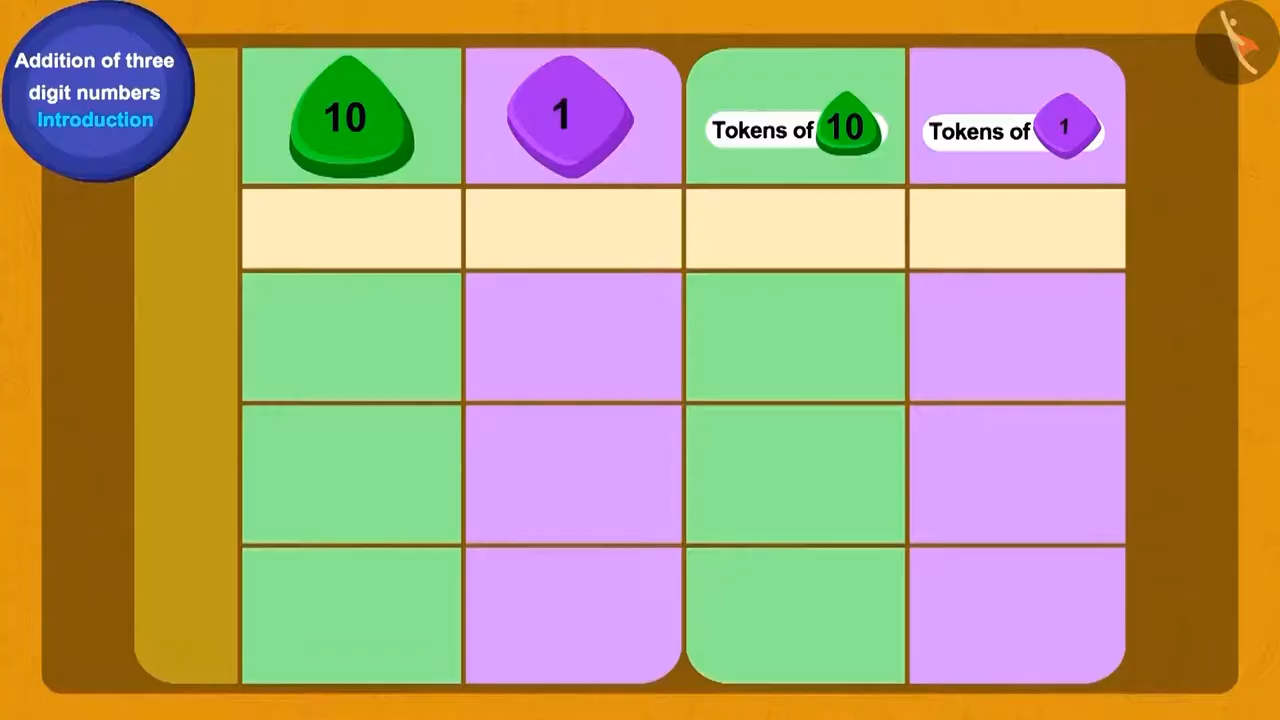 Addition of three
digit numbers
Introduction
10
1
Tokens of 10
Tokens of 1